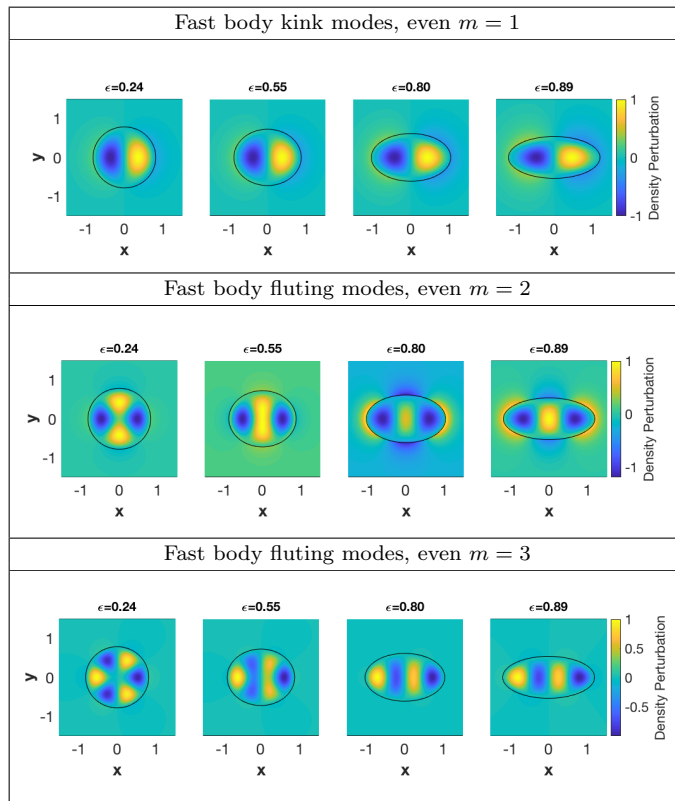 Fast body kink modes, even m = 1
ϵ=0.24 ϵ=0.55 ϵ=0.80 ϵ=0.89
y
1
0
-1
-1 0 1 -1 0 1 -1 0 1 -1 0 1
x x x x
1
0
-1
Density Perturbation
Fast body fluting modes, even m = 2
ϵ=0.24 ϵ=0.55 ϵ=0.80 ϵ=0.89
y
1
0
-1
-1 0 1 -1 0 1 -1 0 1 -1 0 1
x x x x
1
0
-1
Density Perturbation
Fast body fluting modes, even m = 3
ϵ=0.24 ϵ=0.55 ϵ=0.80 ϵ=0.89
y
1
0
-1
-1 0 1 -1 0 1 -1 0 1 -1 0 1
x x x x
1
0.5
0
-0.5
Density Perturbation